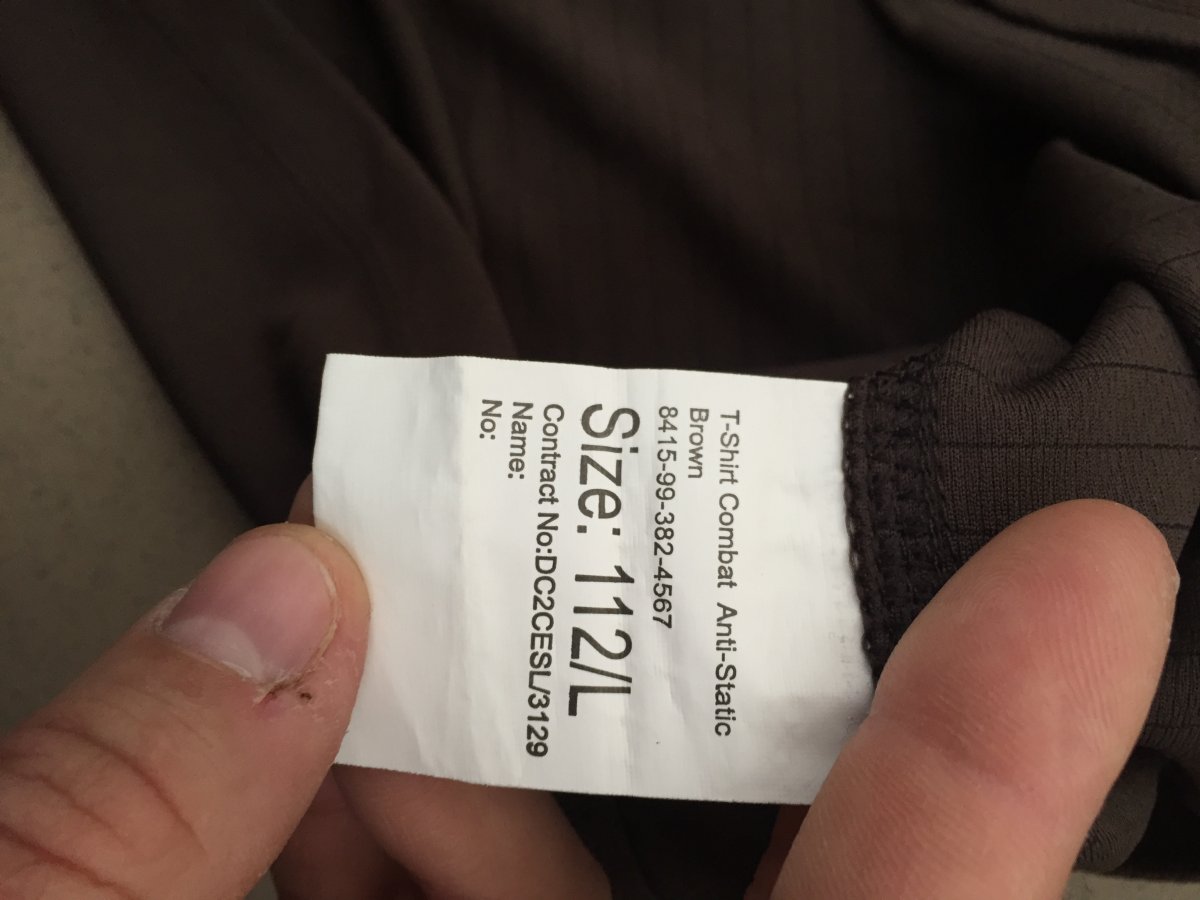 T-Shirt Combat Anti-Static
Brown
8415-99-382-4567
Size: 112/L
Contract No:DC2CESL/3129
Name:
No: